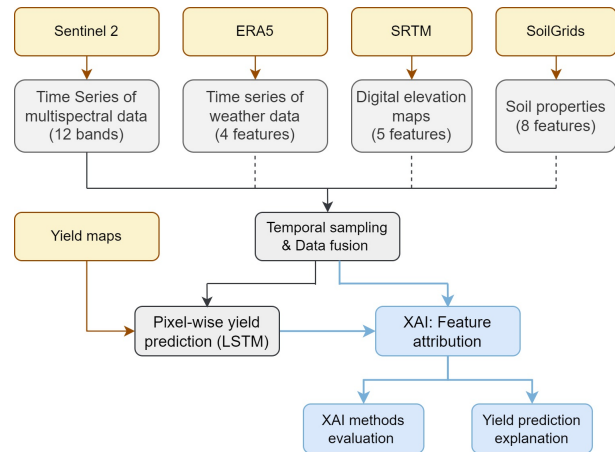 Sentinel 2
ERA5
SRTM
SoilGrids
Time Series of
multispectral data
(12 bands)
Time series of
weather data
(4 features)
Digital elevation
maps
(5 features)
Soil properties
(8 features)
Yield maps
Temporal sampling
& Data fusion
Pixel-wise yield
prediction (LSTM)
XAI: Feature
attribution
XAI methods
evaluation
Yield prediction
explanation